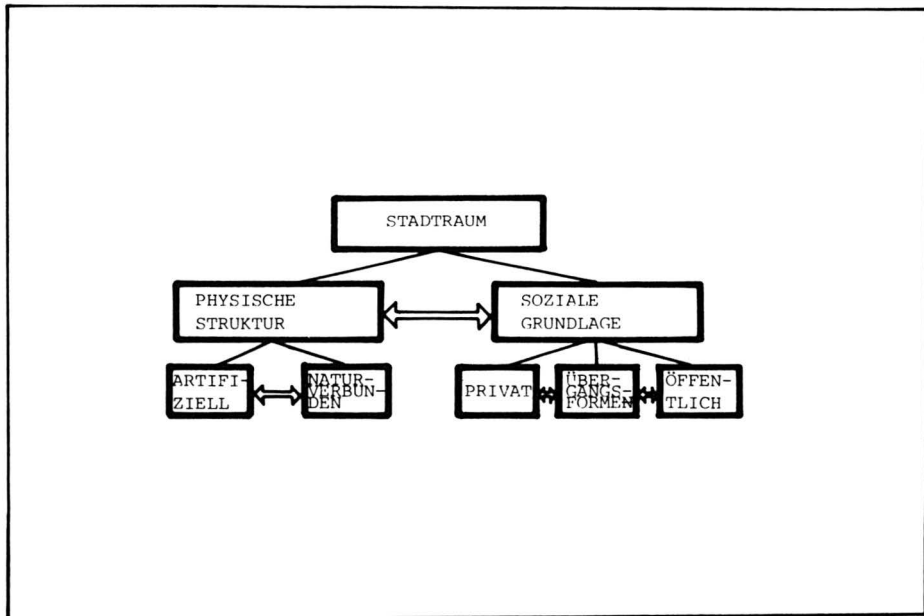 STADTRAUM
PHYSISCHE
STRUKTUR
SOZIALE
GRUNDLAGE
ARTIFI-
ZIELL
NATUR-
VERBUN-
DEN
PRIVAT
ÜBER-
GANGS-
FORMEN
ÖFFEN-
TLICH